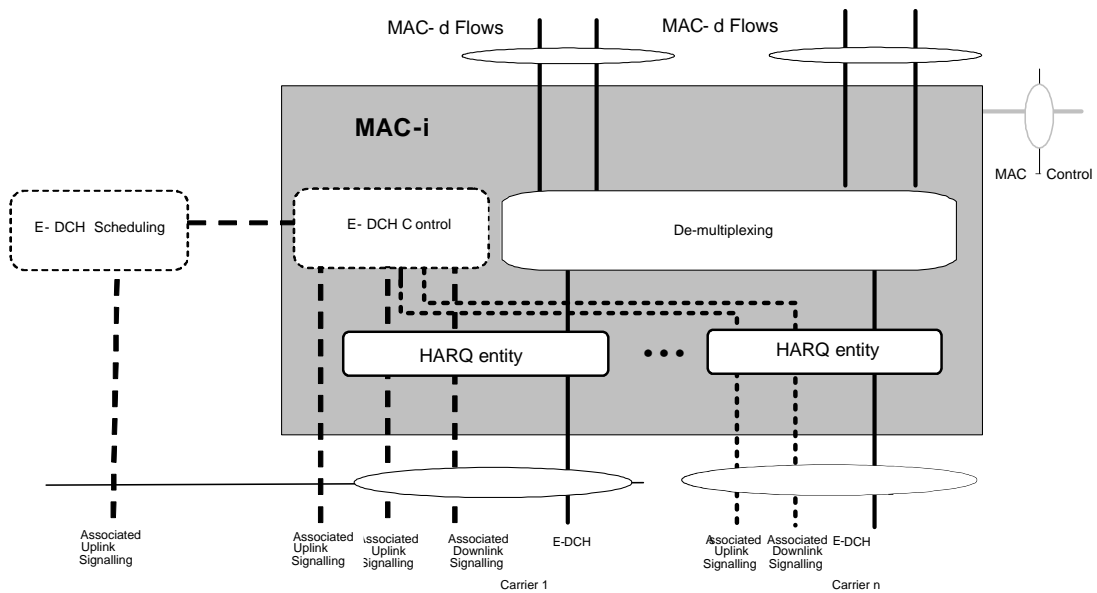 MAC- d Flows
MAC- d Flows
MAC-i
MAC - Control
E- DCH Scheduling
E- DCH C ontrol
De-multiplexing
HARQ entity
•••
HARQ entity
Associated
Uplink
Signalling
Associated
Uplink
Signalling
Associated
Uplink
Signalling
Associated
Downlink
Signalling
E-DCH
Associated
Uplink
Signalling
Associated
Downlink
Signalling
E-DCH
Carrier 1
Carrier n